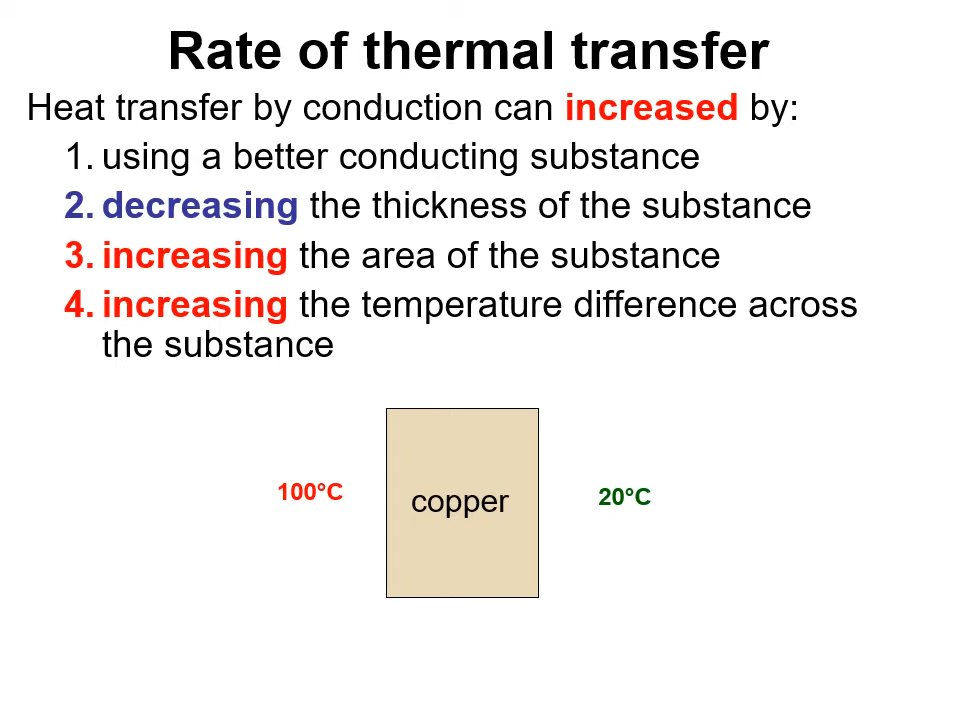 Rate of thermal transfer
Heat transfer by conduction can increased by:
1. using a better conducting substance
2. decreasing the thickness of the substance
3. increasing the area of the substance
4. increasing the temperature difference across
the substance
100°C
copper
20°C